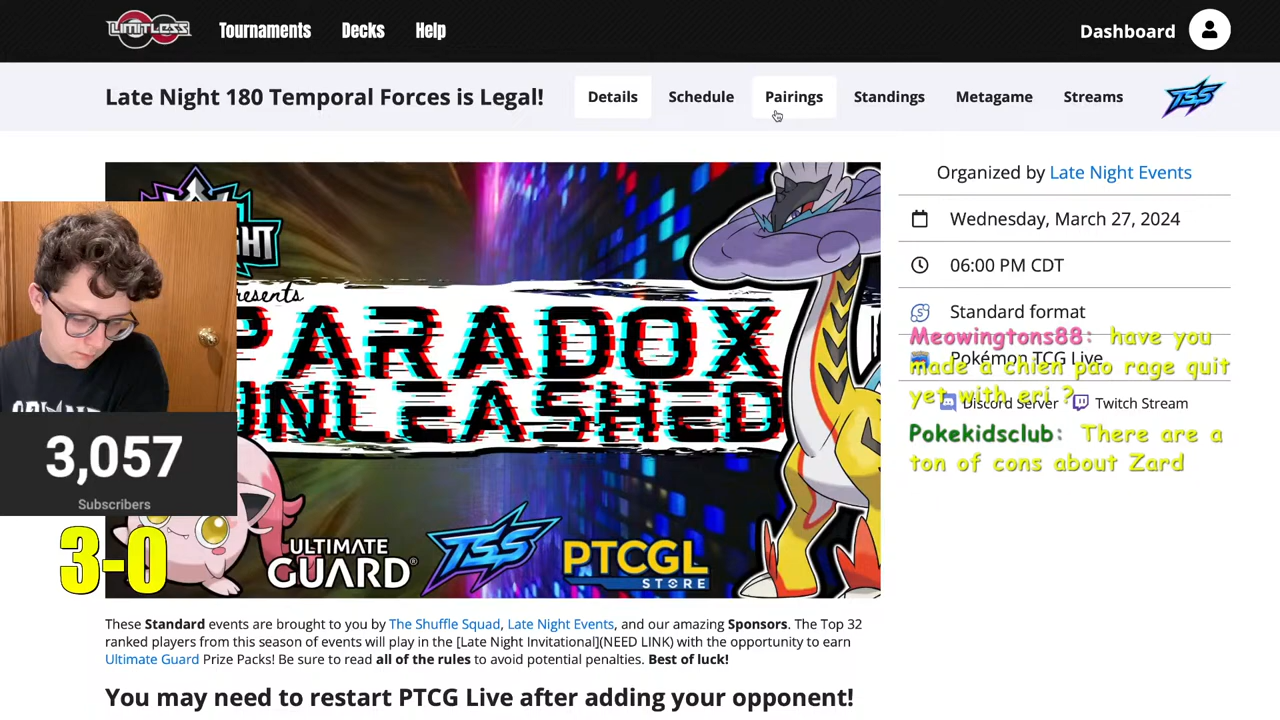 LIMITLESS Tournaments Decks Help Dashboard
Late Night 180 Temporal Forces is Legal! Details Schedule Pairings Standings Metagame Streams TSS
Organized by Late Night Events
Wednesday, March 27, 2024
06:00 PM CDT
Standard format
Pokémon TCG Live
Discord Server Twitch Stream
Meowingtons88: have you
made a chien pao rage quit
yet with eri ?
Pokekidsclub: There are a
ton of cons about Zard
PARADOX
UNLEASHED
ULTIMATE
GUARD
TSS
PTCGL
STORE
3,057
Subscribers
3-0
These Standard events are brought to you by The Shuffle Squad, Late Night Events, and our amazing Sponsors. The Top 32
ranked players from this season of events will play in the [Late Night Invitational](NEED LINK) with the opportunity to earn
Ultimate Guard Prize Packs! Be sure to read all of the rules to avoid potential penalties. Best of luck!
You may need to restart PTCG Live after adding your opponent!